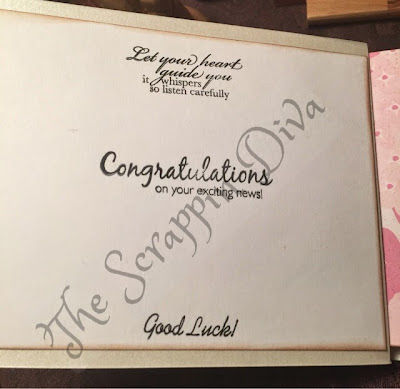 Let your heart
guide you
it whispers
so listen carefully
Congratulations
on your exciting news!
Good Luck!
The Scrappin Diva